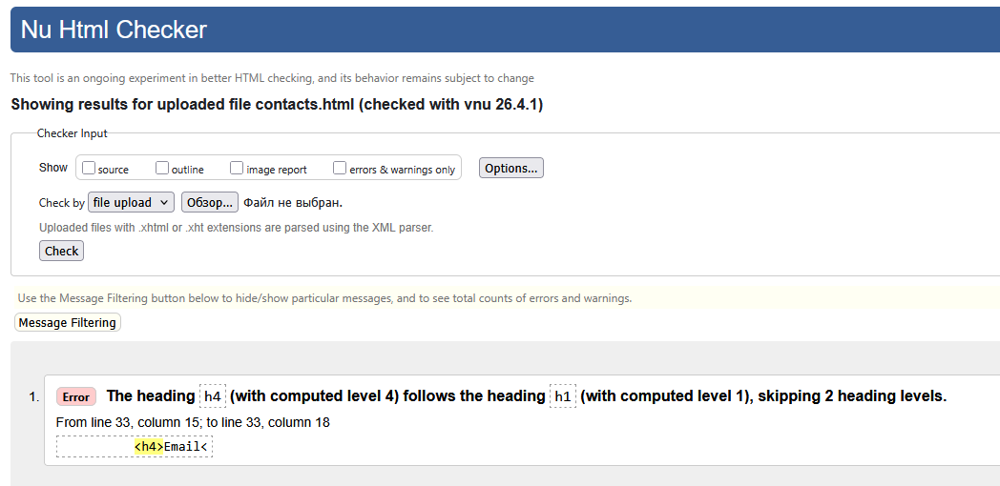 Nu Html Checker
This tool is an ongoing experiment in better HTML checking, and its behavior remains subject to change
Showing results for uploaded file contacts.html (checked with vnu 26.4.1)
Checker Input
Show source outline image report errors & warnings only Options...
Check by file upload Обзор... Файл не выбран.
Uploaded files with .xhtml or .xht extensions are parsed using the XML parser.
Check
Use the Message Filtering button below to hide/show particular messages, and to see total counts of errors and warnings.
Message Filtering
1. Error The heading h4 (with computed level 4) follows the heading h1 (with computed level 1), skipping 2 heading levels.
From line 33, column 15; to line 33, column 18
<h4>Email<